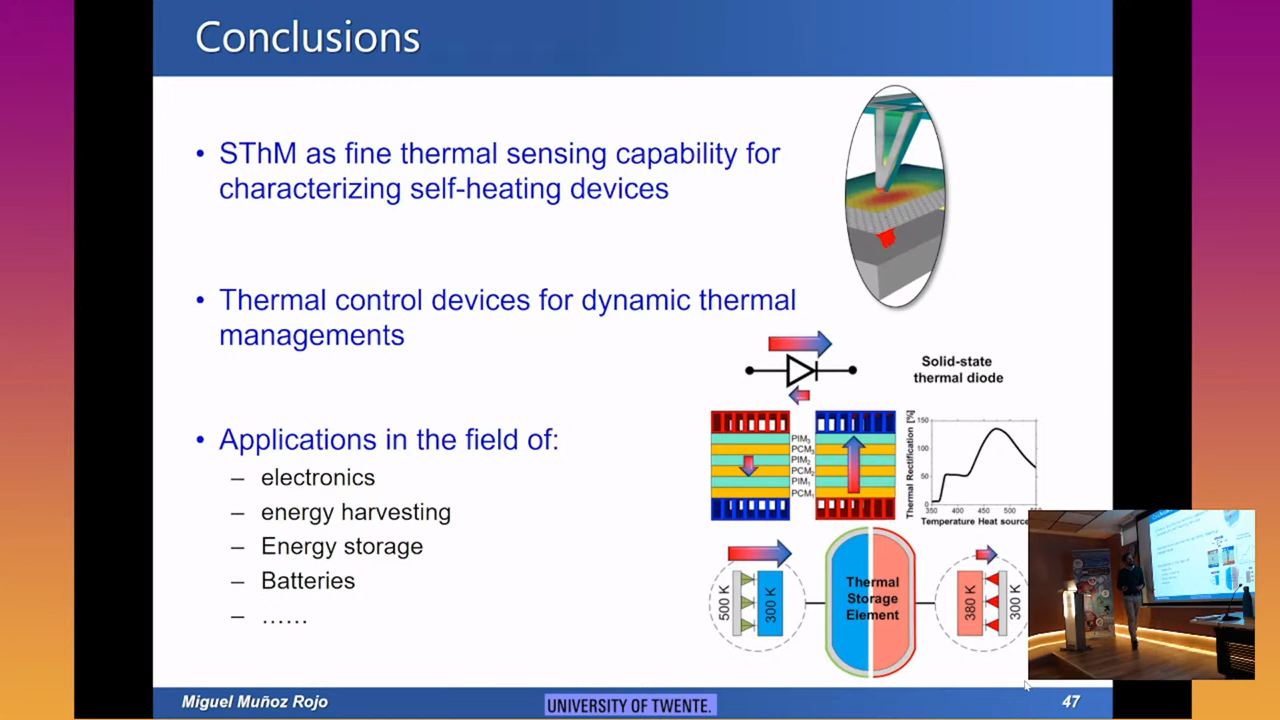 Conclusions
• SThM as fine thermal sensing capability for
characterizing self-heating devices
• Thermal control devices for dynamic thermal
managements
• Applications in the field of:
– electronics
– energy harvesting
– Energy storage
– Batteries
– ……
Solid-state
thermal diode
PIM3
PCM3
PIM2
PCM2
PIM1
PCM1
Thermal Rectification [%]
150
100
50
0
350 400 450 500
Temperature Heat source
500 K
300 K
Thermal
Storage
Element
380 K
300 K
Miguel Muñoz Rojo
UNIVERSITY OF TWENTE.
47